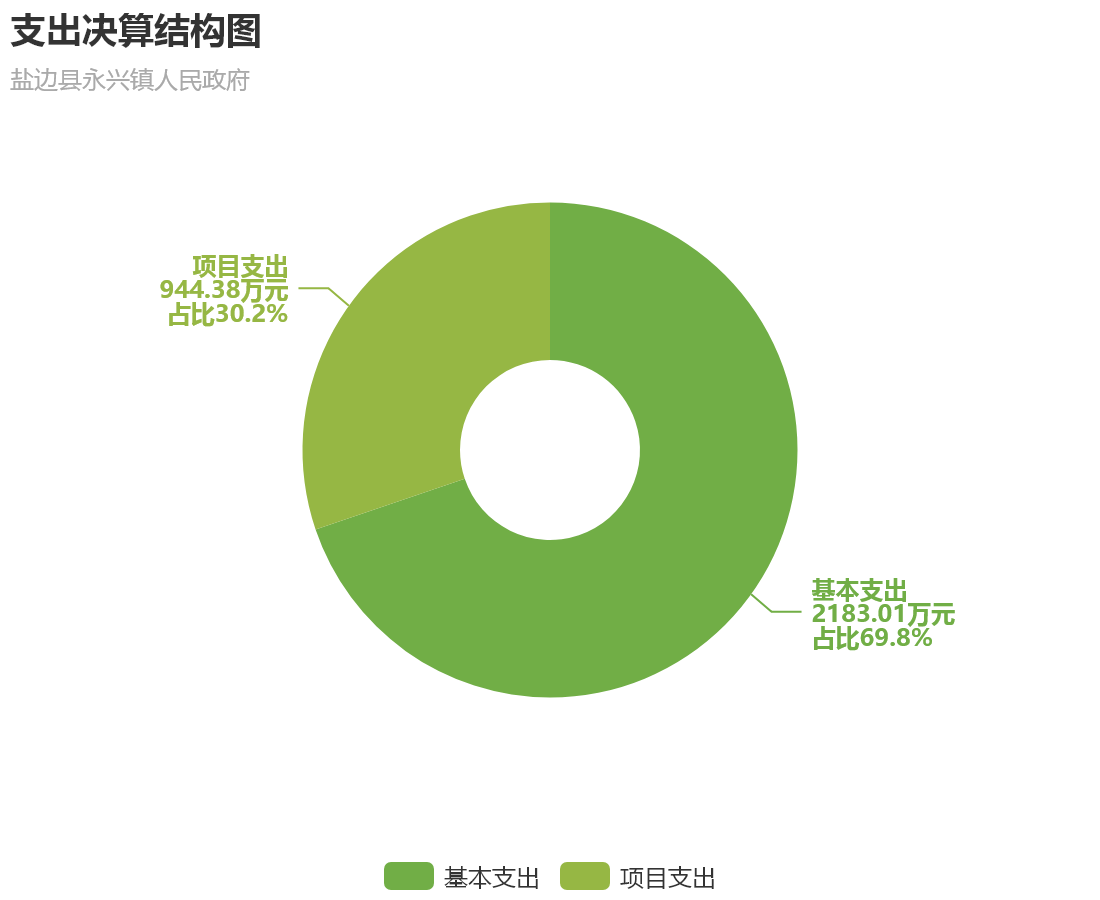 支出决算结构图
盐边县永兴镇人民政府
项目支出
944.38万元
占比30.2%
基本支出
2183.01万元
占比69.8%
基本支出
项目支出